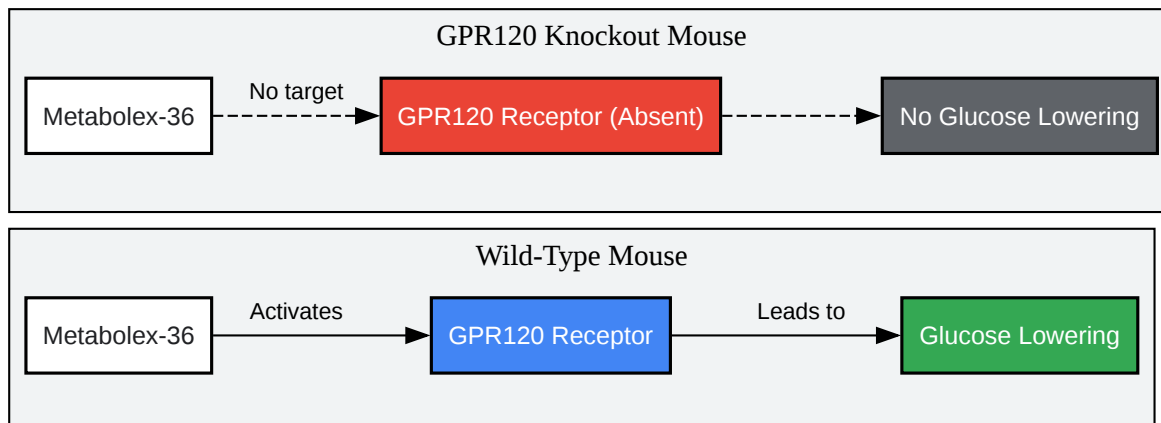 GPR120 Knockout Mouse
No target
Metabolex-36
GPR120 Receptor (Absent)
No Glucose Lowering
Wild-Type Mouse
Activates
Leads to
Metabolex-36
GPR120 Receptor
Glucose Lowering